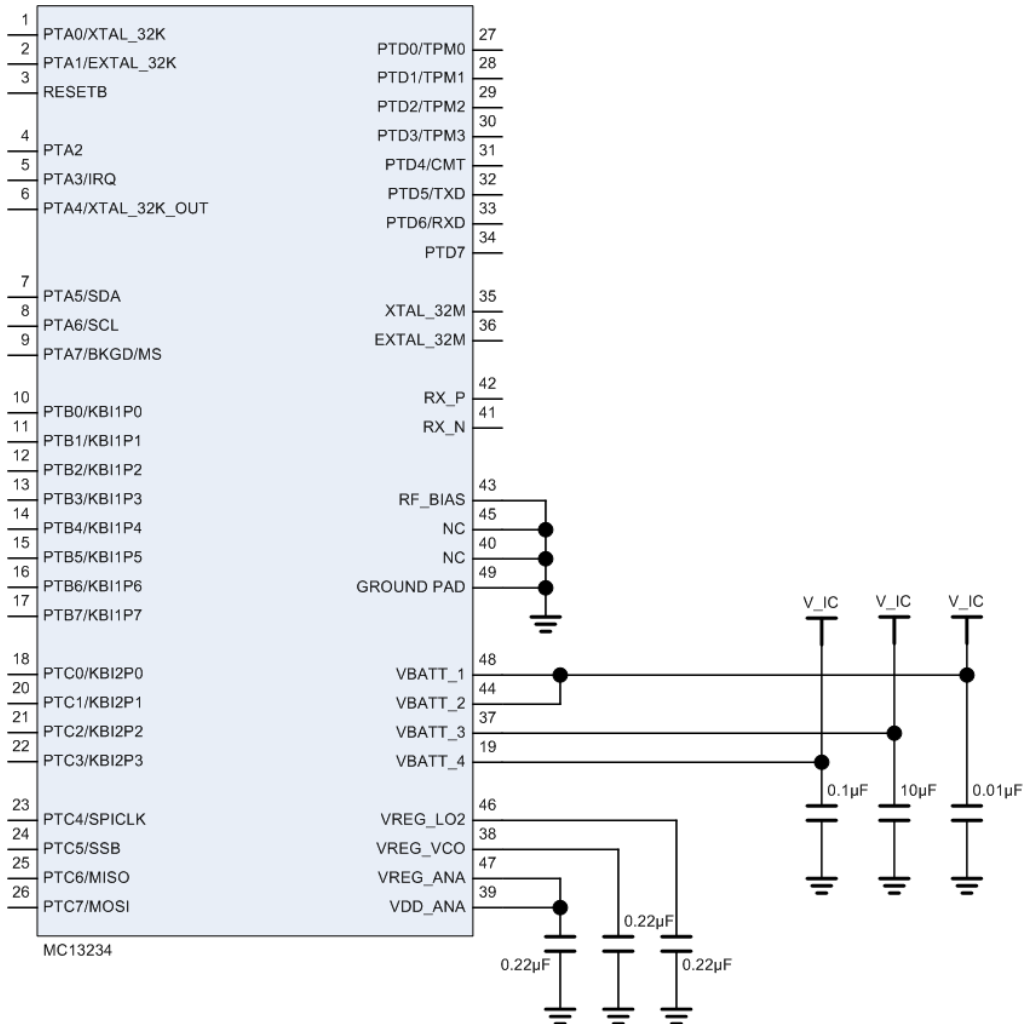 1
PTA0/XTAL_32K
2
PTA1/EXTAL_32K
3
RESETB
4
PTA2
5
PTA3/IRQ
6
PTA4/XTAL_32K_OUT
7
PTA5/SDA
8
PTA6/SCL
9
PTA7/BKGD/MS
10
PTB0/KBI1P0
11
PTB1/KBI1P1
12
PTB2/KBI1P2
13
PTB3/KBI1P3
14
PTB4/KBI1P4
15
PTB5/KBI1P5
16
PTB6/KBI1P6
17
PTB7/KBI1P7
18
PTC0/KBI2P0
20
PTC1/KBI2P1
21
PTC2/KBI2P2
22
PTC3/KBI2P3
23
PTC4/SPICLK
24
PTC5/SSB
25
PTC6/MISO
26
PTC7/MOSI
27
PTD0/TPM0
28
PTD1/TPM1
29
PTD2/TPM2
30
PTD3/TPM3
31
PTD4/CMT
32
PTD5/TXD
33
PTD6/RXD
34
PTD7
35
XTAL_32M
36
EXTAL_32M
42
RX_P
41
RX_N
43
RF_BIAS
45
NC
40
NC
49
GROUND PAD
48
VBATT_1
44
VBATT_2
37
VBATT_3
19
VBATT_4
46
VREG_LO2
38
VREG_VCO
47
VREG_ANA
39
VDD_ANA
V_IC V_IC V_IC
0.1µF 10µF 0.01µF
0.22µF
0.22µF 0.22µF
MC13234